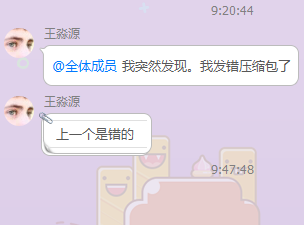 9:20:44
王淼源
@全体成员 我突然发现。我发错压缩包了
王淼源
上一个是错的
9:47:48